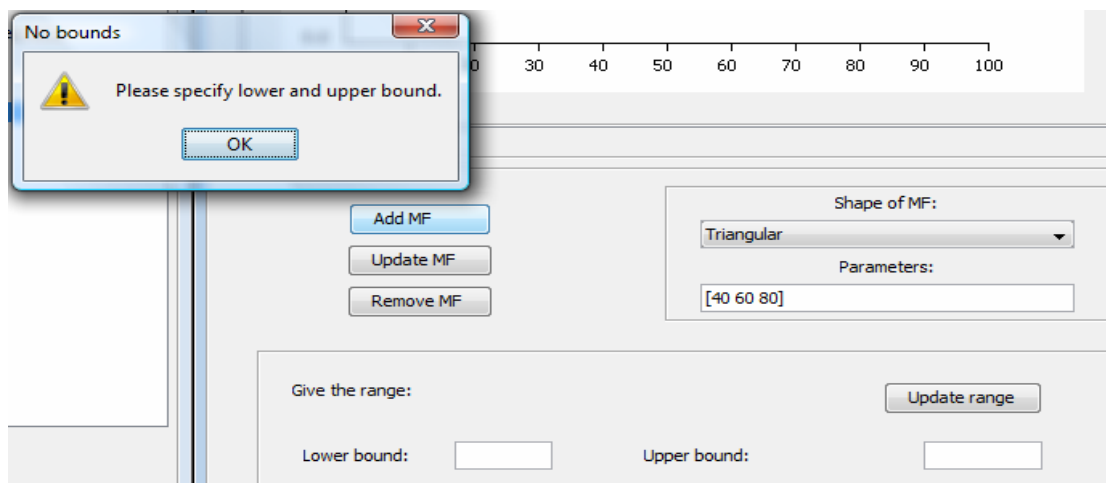 No bounds
Please specify lower and upper bound.
OK
30 40 50 60 70 80 90 100
Add MF
Update MF
Remove MF
Shape of MF:
Triangular
Parameters:
[40 60 80]
Give the range:
Update range
Lower bound:
Upper bound: